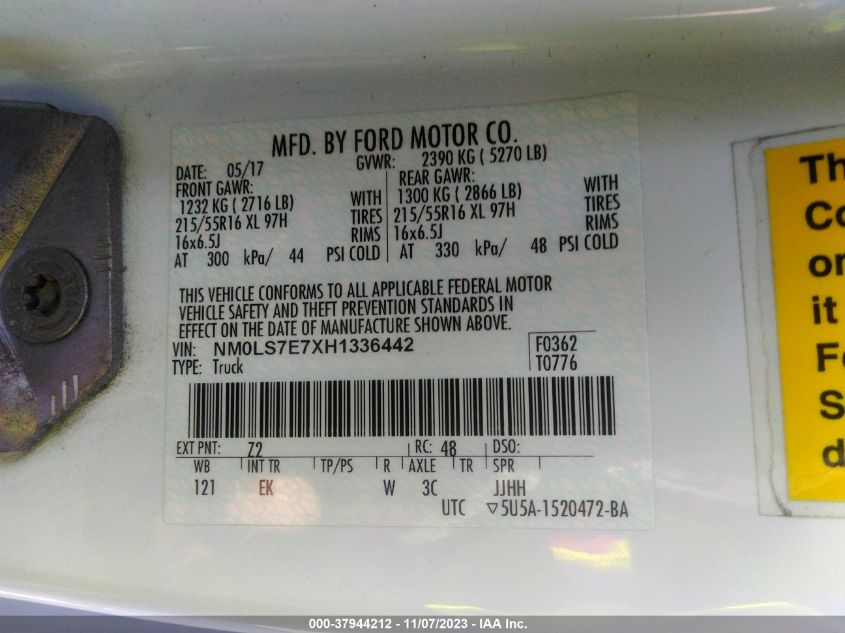 MFD. BY FORD MOTOR CO.
DATE: 05/17 GVWR: 2390 KG ( 5270 LB)
FRONT GAWR: REAR GAWR:
1232 KG ( 2716 LB) WITH 1300 KG ( 2866 LB) WITH
215/55R16 XL 97H TIRES 215/55R16 XL 97H TIRES
16x6.5J RIMS 16x6.5J RIMS
AT 300 kPa/ 44 PSI COLD AT 330 kPa/ 48 PSI COLD
THIS VEHICLE CONFORMS TO ALL APPLICABLE FEDERAL MOTOR
VEHICLE SAFETY AND THEFT PREVENTION STANDARDS IN
EFFECT ON THE DATE OF MANUFACTURE SHOWN ABOVE.
VIN: NM0LS7E7XH1336442 F0362
TYPE: Truck T0776
EXT PNT: Z2 RC: 48 DSO:
WB INT TR TP/PS R AXLE TR SPR
121 EK W 3C JJHH
UTC ▽5U5A-1520472-BA
Th
Co
on
it
Fo
S
d
000-37944212 - 11/07/2023 - IAA Inc.